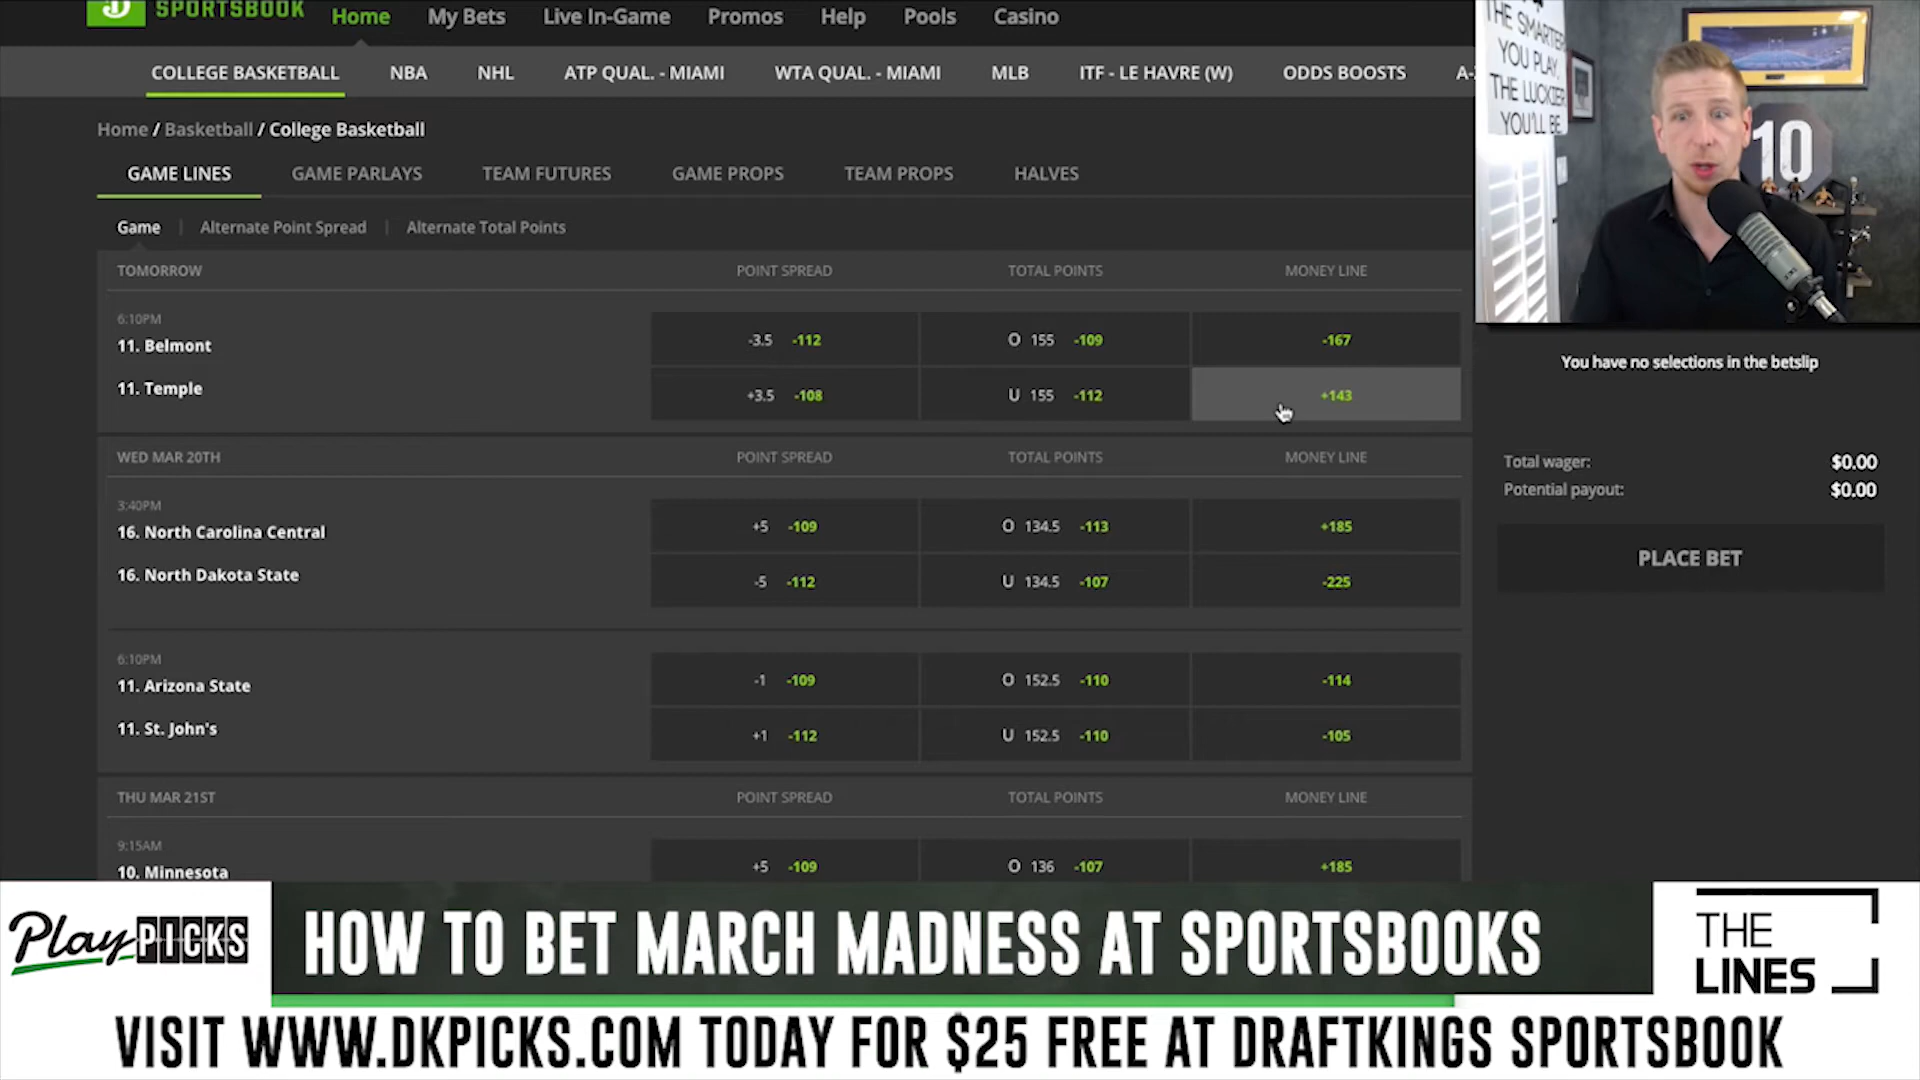 SPORTSBOOK
Home My Bets Live In-Game Promos Help Pools Casino
COLLEGE BASKETBALL NBA NHL ATP QUAL. - MIAMI WTA QUAL. - MIAMI MLB ITF - LE HAVRE (W) ODDS BOOSTS A-
Home / Basketball / College Basketball
GAME LINES GAME PARLAYS TEAM FUTURES GAME PROPS TEAM PROPS HALVES
Game | Alternate Point Spread | Alternate Total Points
TOMORROW POINT SPREAD TOTAL POINTS MONEY LINE
6:10PM
11. Belmont -3.5 -112 O 155 -109 -167
11. Temple +3.5 -108 U 155 -112 +143
WED MAR 20TH POINT SPREAD TOTAL POINTS MONEY LINE
3:40PM
16. North Carolina Central +5 -109 O 134.5 -113 +185
16. North Dakota State -5 -112 U 134.5 -107 -225
6:10PM
11. Arizona State -1 -109 O 152.5 -110 -114
11. St. John's +1 -112 U 152.5 -110 -105
THU MAR 21ST POINT SPREAD TOTAL POINTS MONEY LINE
9:15AM
10. Minnesota +5 -109 O 136 -107 +185
THE SMARTER
YOU PLAY,
THE LUCKIER
YOU'LL BE
10
You have no selections in the betslip
Total wager: $0.00
Potential payout: $0.00
PLACE BET
PlayPICKS
HOW TO BET MARCH MADNESS AT SPORTSBOOKS
THE
LINES
VISIT WWW.DKPICKS.COM TODAY FOR $25 FREE AT DRAFTKINGS SPORTSBOOK